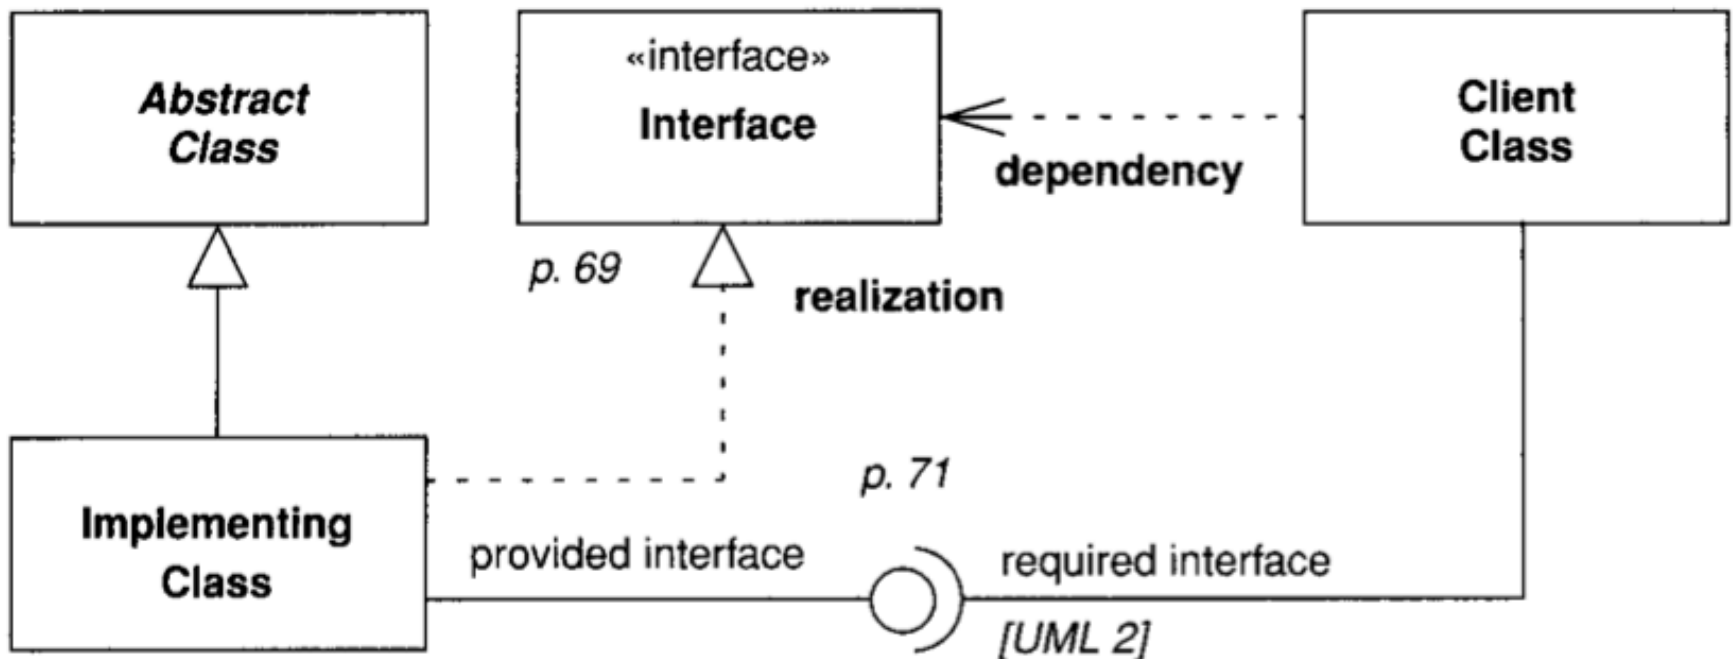 Abstract
Class
«interface»
Interface
Client
Class
dependency
p. 69
realization
Implementing
Class
p. 71
provided interface
required interface
[UML 2]